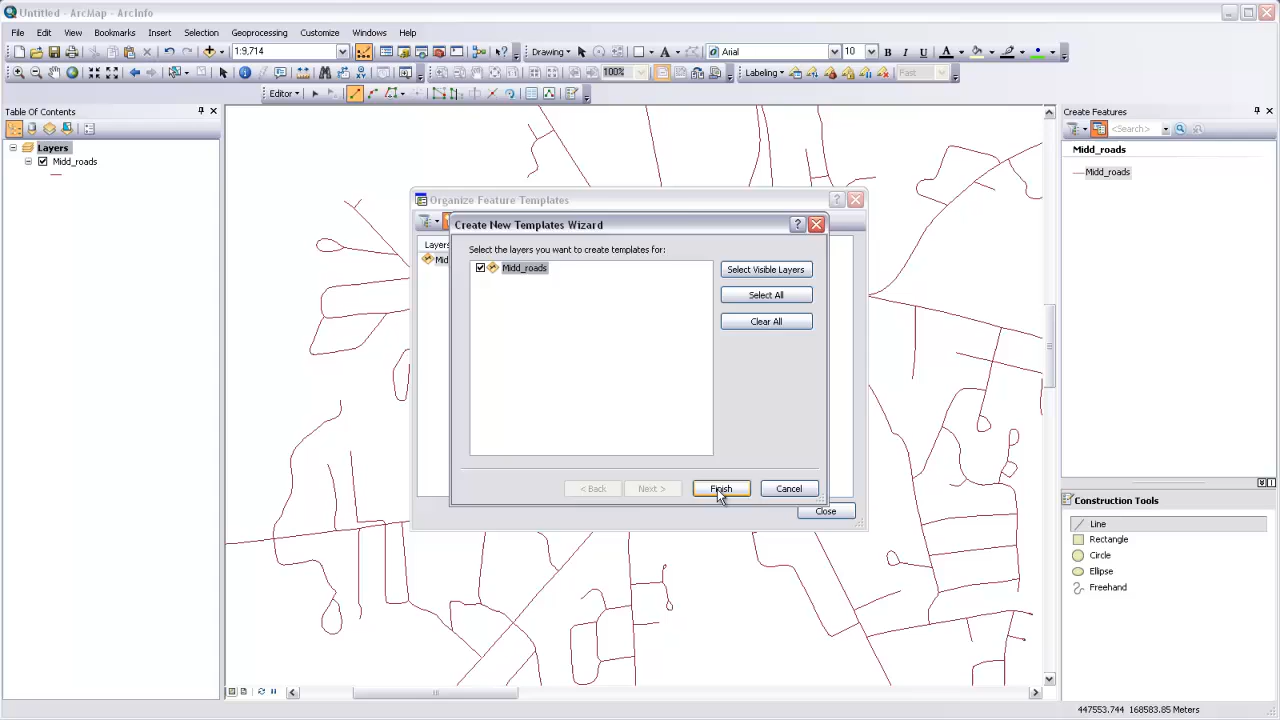 Untitled - ArcMap - ArcInfo
File Edit View Bookmarks Insert Selection Geoprocessing Customize Windows Help
1:9,714 Drawing Arial 10 B I U A
100% Labeling Fast
Editor
Table Of Contents
Create Features
Layers
Midd_roads
<Search>
Midd_roads
Midd_roads
Organize Feature Templates
Layers
Mid
Create New Templates Wizard
Select the layers you want to create templates for:
Midd_roads
Select Visible Layers
Select All
Clear All
< Back Next > Finish Cancel
Close
Construction Tools
Line
Rectangle
Circle
Ellipse
Freehand
447553.744 168583.85 Meters